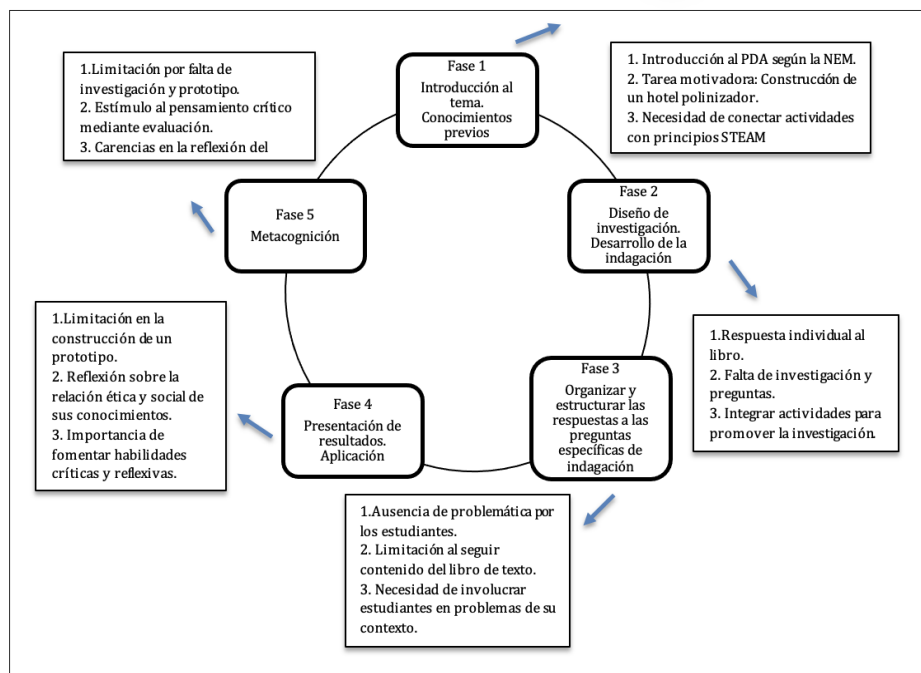 Fase 1
Introducción al
tema.
Conocimientos
previos
1. Introducción al PDA según la NEM.
2. Tarea motivadora: Construcción de
un hotel polinizador.
3. Necesidad de conectar actividades
con principios STEAM
Fase 2
Diseño de
investigación.
Desarrollo de la
indagación
1.Respuesta individual al
libro.
2. Falta de investigación y
preguntas.
3. Integrar actividades para
promover la investigación.
Fase 3
Organizar y
estructurar las
respuestas a las
preguntas
específicas de
indagación
1.Ausencia de problemática por
los estudiantes.
2. Limitación al seguir
contenido del libro de texto.
3. Necesidad de involucrar
estudiantes en problemas de su
contexto.
Fase 4
Presentación de
resultados.
Aplicación
1.Limitación en la
construcción de un
prototipo.
2. Reflexión sobre la
relación ética y social de
sus conocimientos.
3. Importancia de
fomentar habilidades
críticas y reflexivas.
Fase 5
Metacognición
1.Limitación por falta de
investigación y prototipo.
2. Estímulo al pensamiento crítico
mediante evaluación.
3. Carencias en la reflexión del